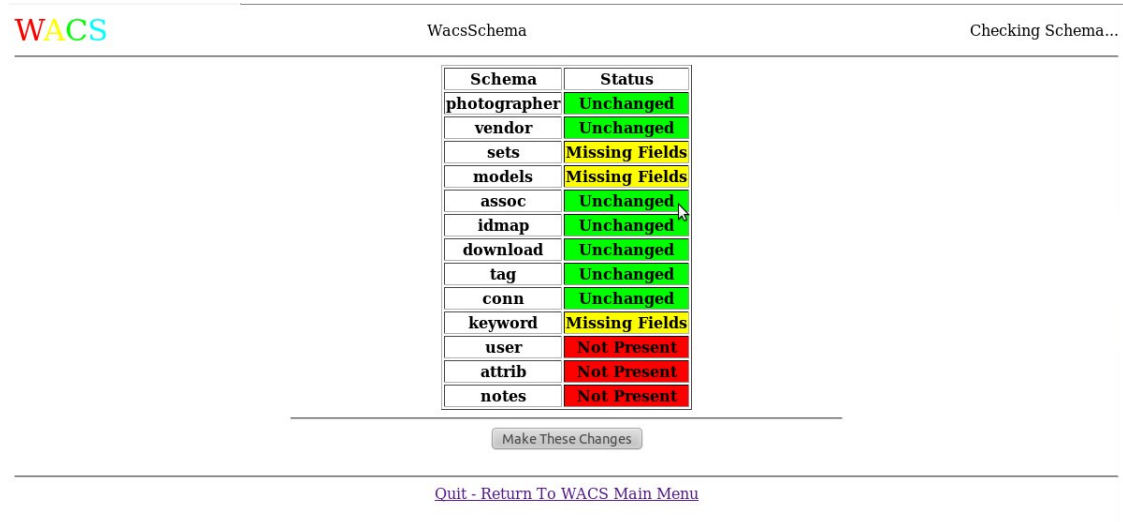 WACS WacsSchema Checking Schema...
Schema Status
photographer Unchanged
vendor Unchanged
sets Missing Fields
models Missing Fields
assoc Unchanged
idmap Unchanged
download Unchanged
tag Unchanged
conn Unchanged
keyword Missing Fields
user Not Present
attrib Not Present
notes Not Present
Make These Changes
Quit - Return To WACS Main Menu